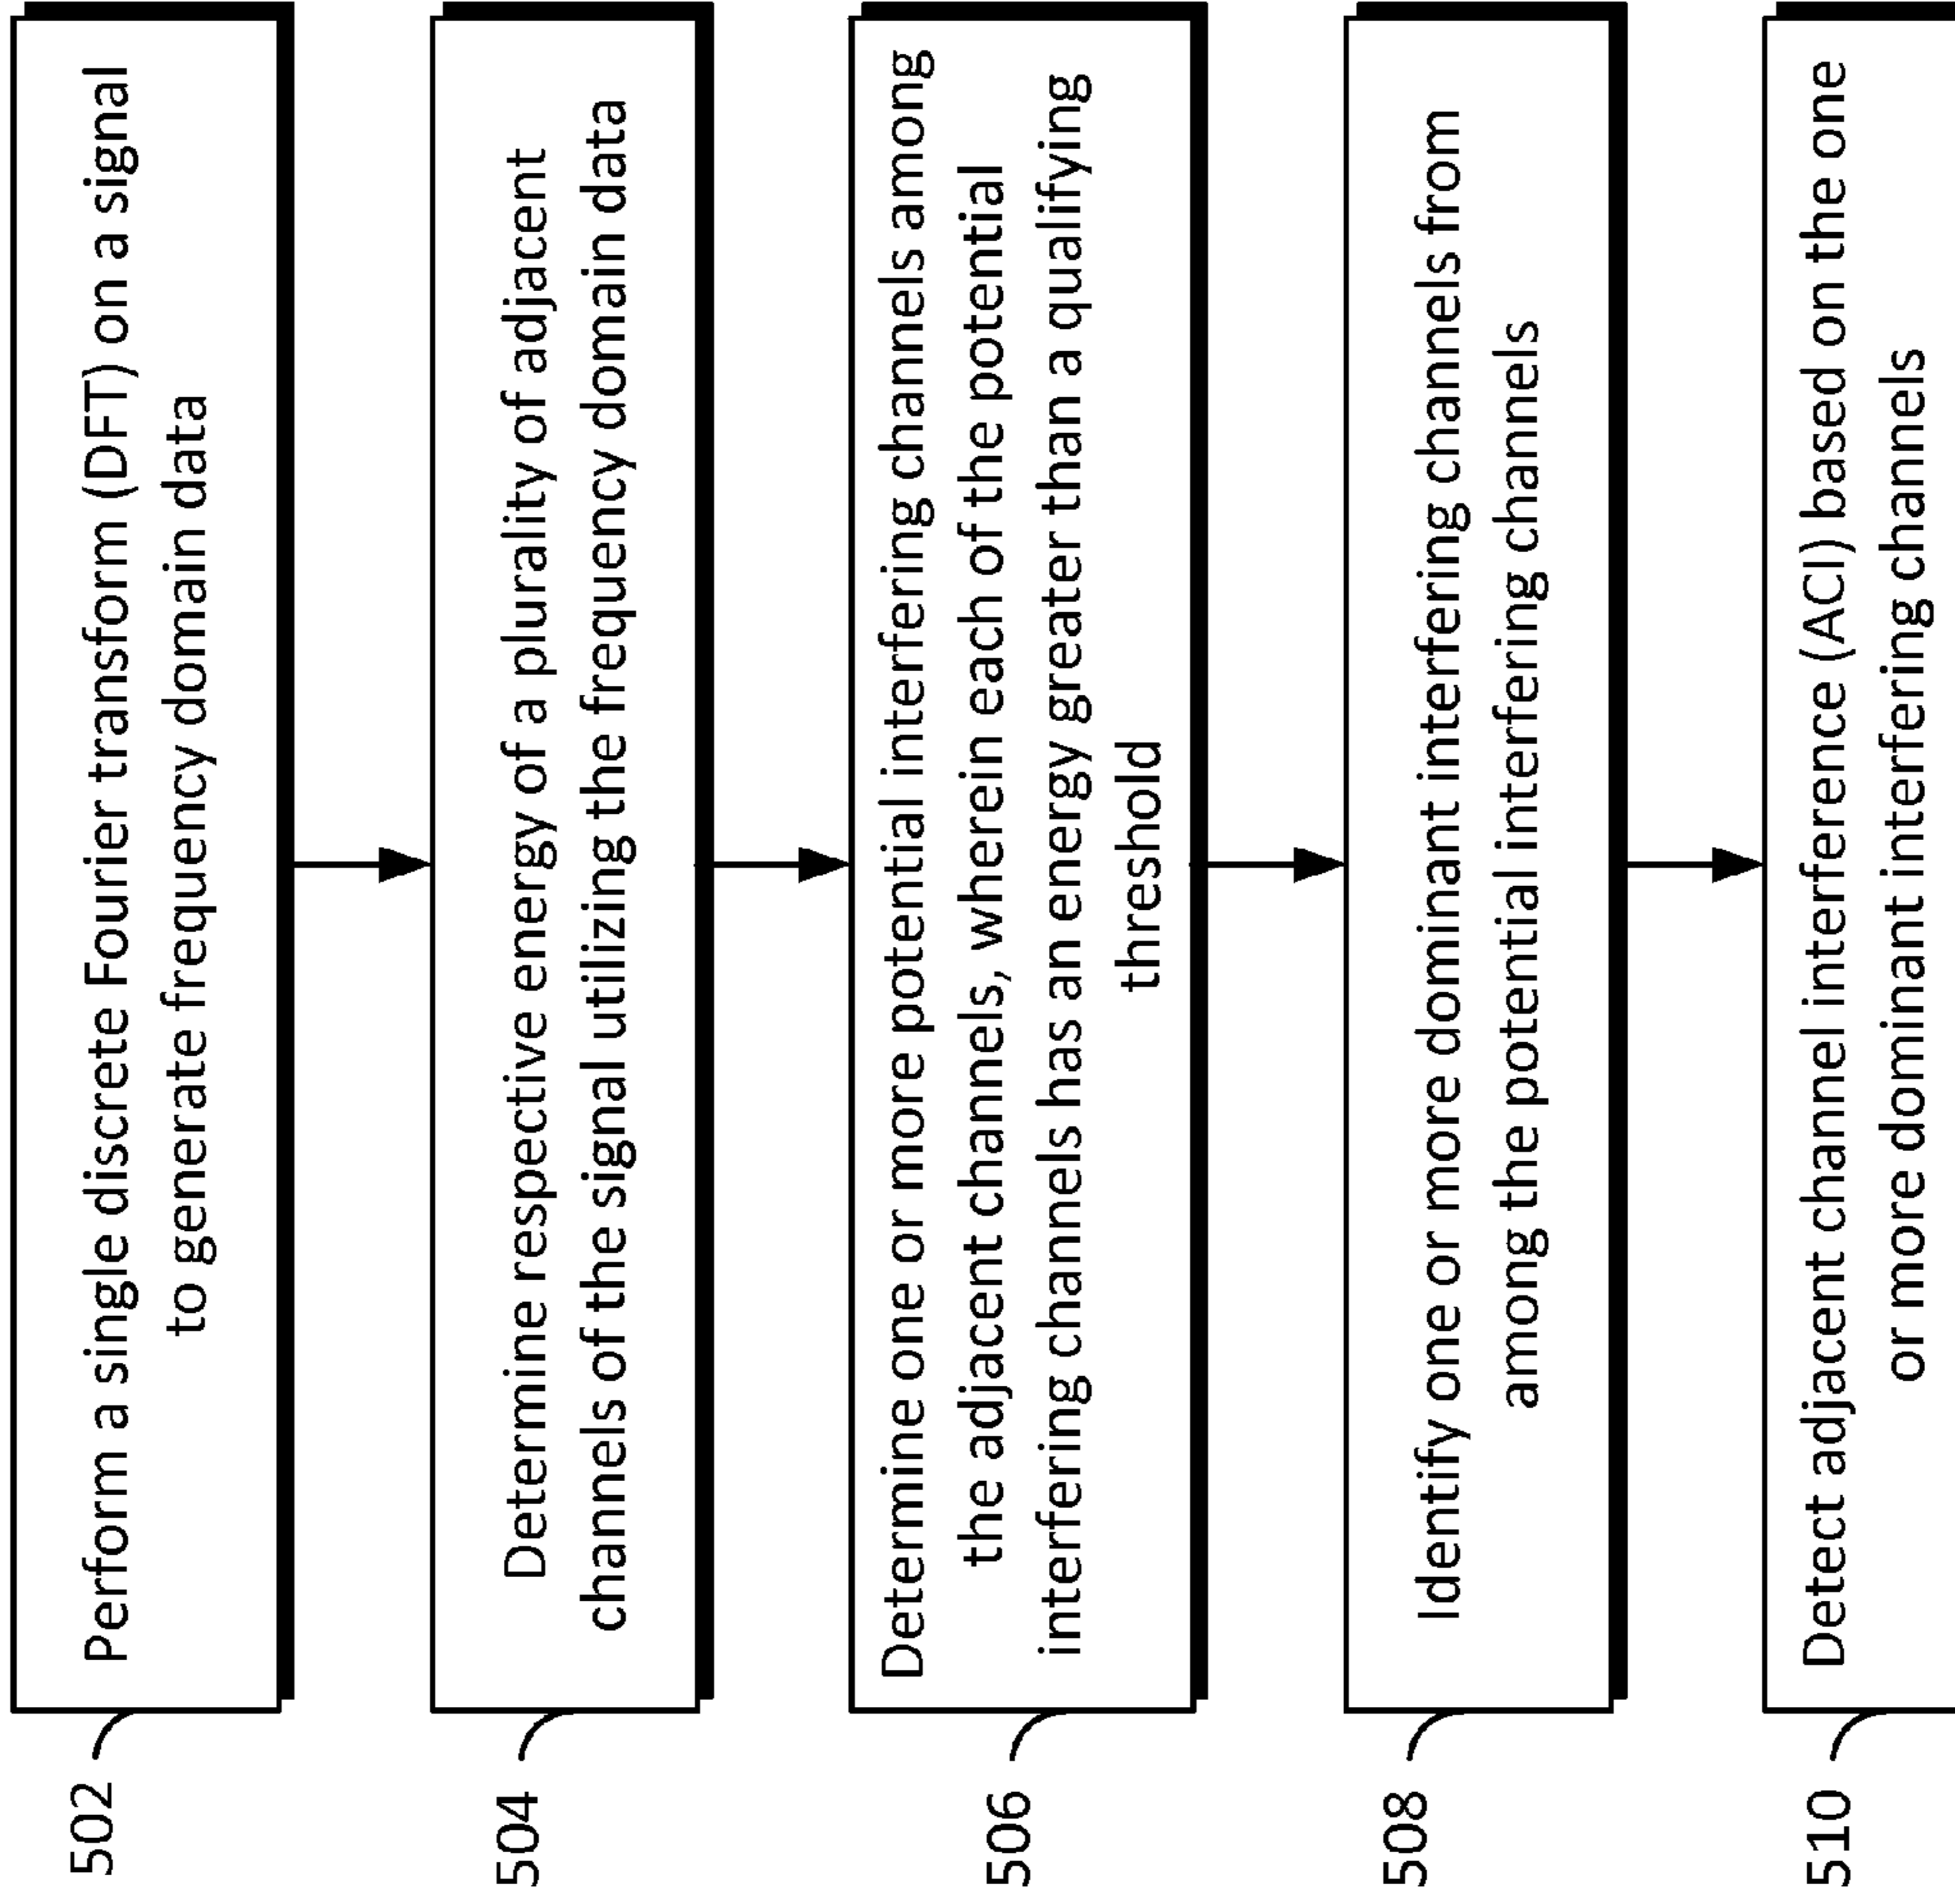 502
Perform a single discrete Fourier transform (DFT) on a signal
to generate frequency domain data
504
Determine respective energy of a plurality of adjacent
channels of the signal utilizing the frequency domain data
506
Determine one or more potential interfering channels among
the adjacent channels, wherein each of the potential
interfering channels has an energy greater than a qualifying
threshold
508
Identify one or more dominant interfering channels from
among the potential interfering channels
510
Detect adjacent channel interference (ACI) based on the one
or more dominant interfering channels